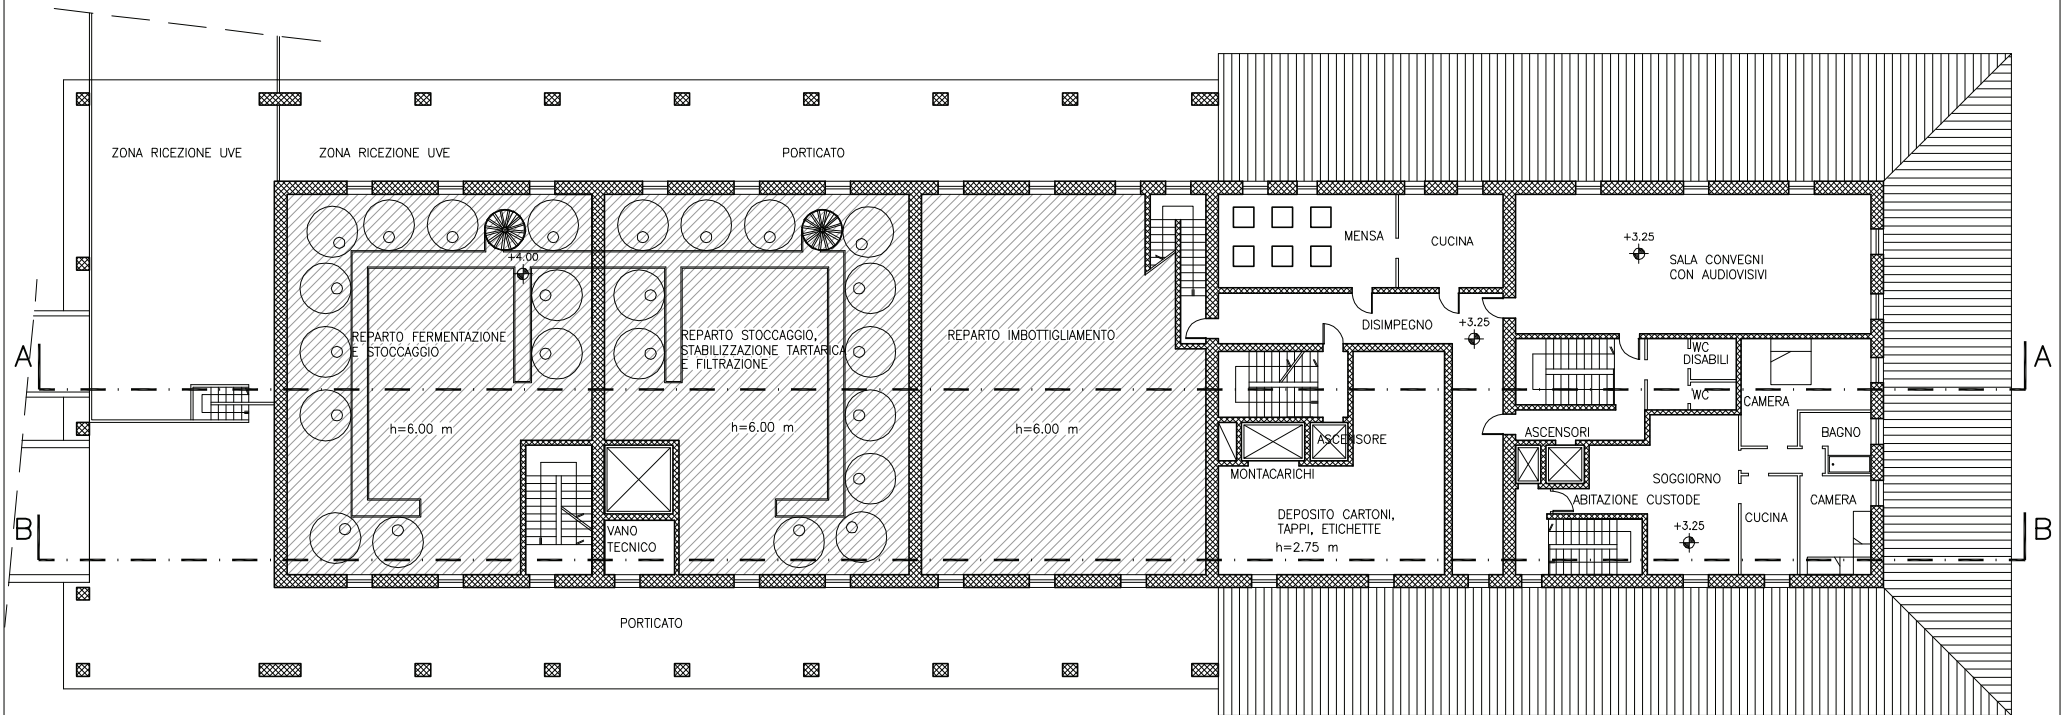 ZONA RICEZIONE UVE
ZONA RICEZIONE UVE
PORTICATO
MENSA
CUCINA
+3.25
SALA CONVEGNI
CON AUDIOVISIVI
+4.00
REPARTO FERMENTAZIONE
E STOCCAGGIO
REPARTO STOCCAGGIO,
STABILIZZAZIONE TARTARICA
E FILTRAZIONE
REPARTO IMBOTTIGLIAMENTO
DISIMPEGNO
+3.25
WC
DISABILI
WC
A
A
CAMERA
h=6.00 m
h=6.00 m
h=6.00 m
ASCENSORE
ASCENSORI
BAGNO
MONTACARICHI
SOGGIORNO
ABITAZIONE CUSTODE
CAMERA
DEPOSITO CARTONI,
TAPPI, ETICHETTE
h=2.75 m
CUCINA
+3.25
B
B
VANO
TECNICO
PORTICATO